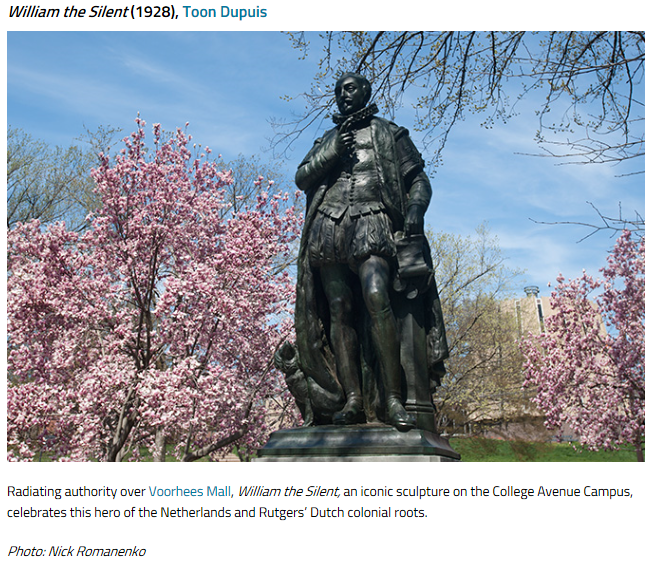 William the Silent (1928), Toon Dupuis
Radiating authority over Voorhees Mall, William the Silent, an iconic sculpture on the College Avenue Campus,
celebrates this hero of the Netherlands and Rutgers' Dutch colonial roots.
Photo: Nick Romanenko